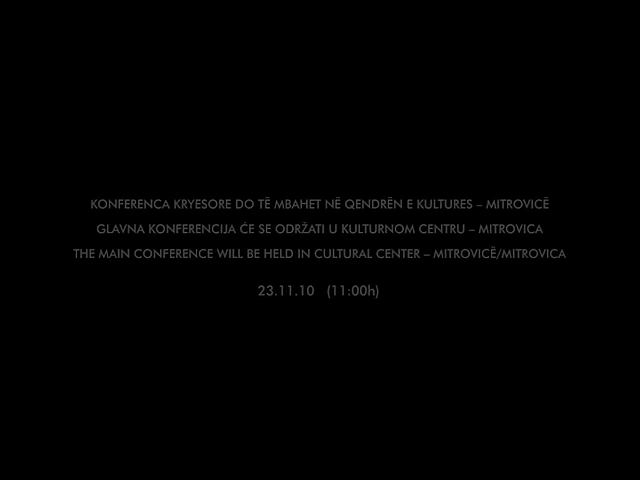 KONFERENCA KRYESORE DO TË MBAHET NË QENDRËN E KULTURES – MITROVICË
GLAVNA KONFERENCIJA ĆE SE ODRŽATI U KULTURNOM CENTRU – MITROVICA
THE MAIN CONFERENCE WILL BE HELD IN CULTURAL CENTER – MITROVICË/MITROVICA
23.11.10 (11:00h)